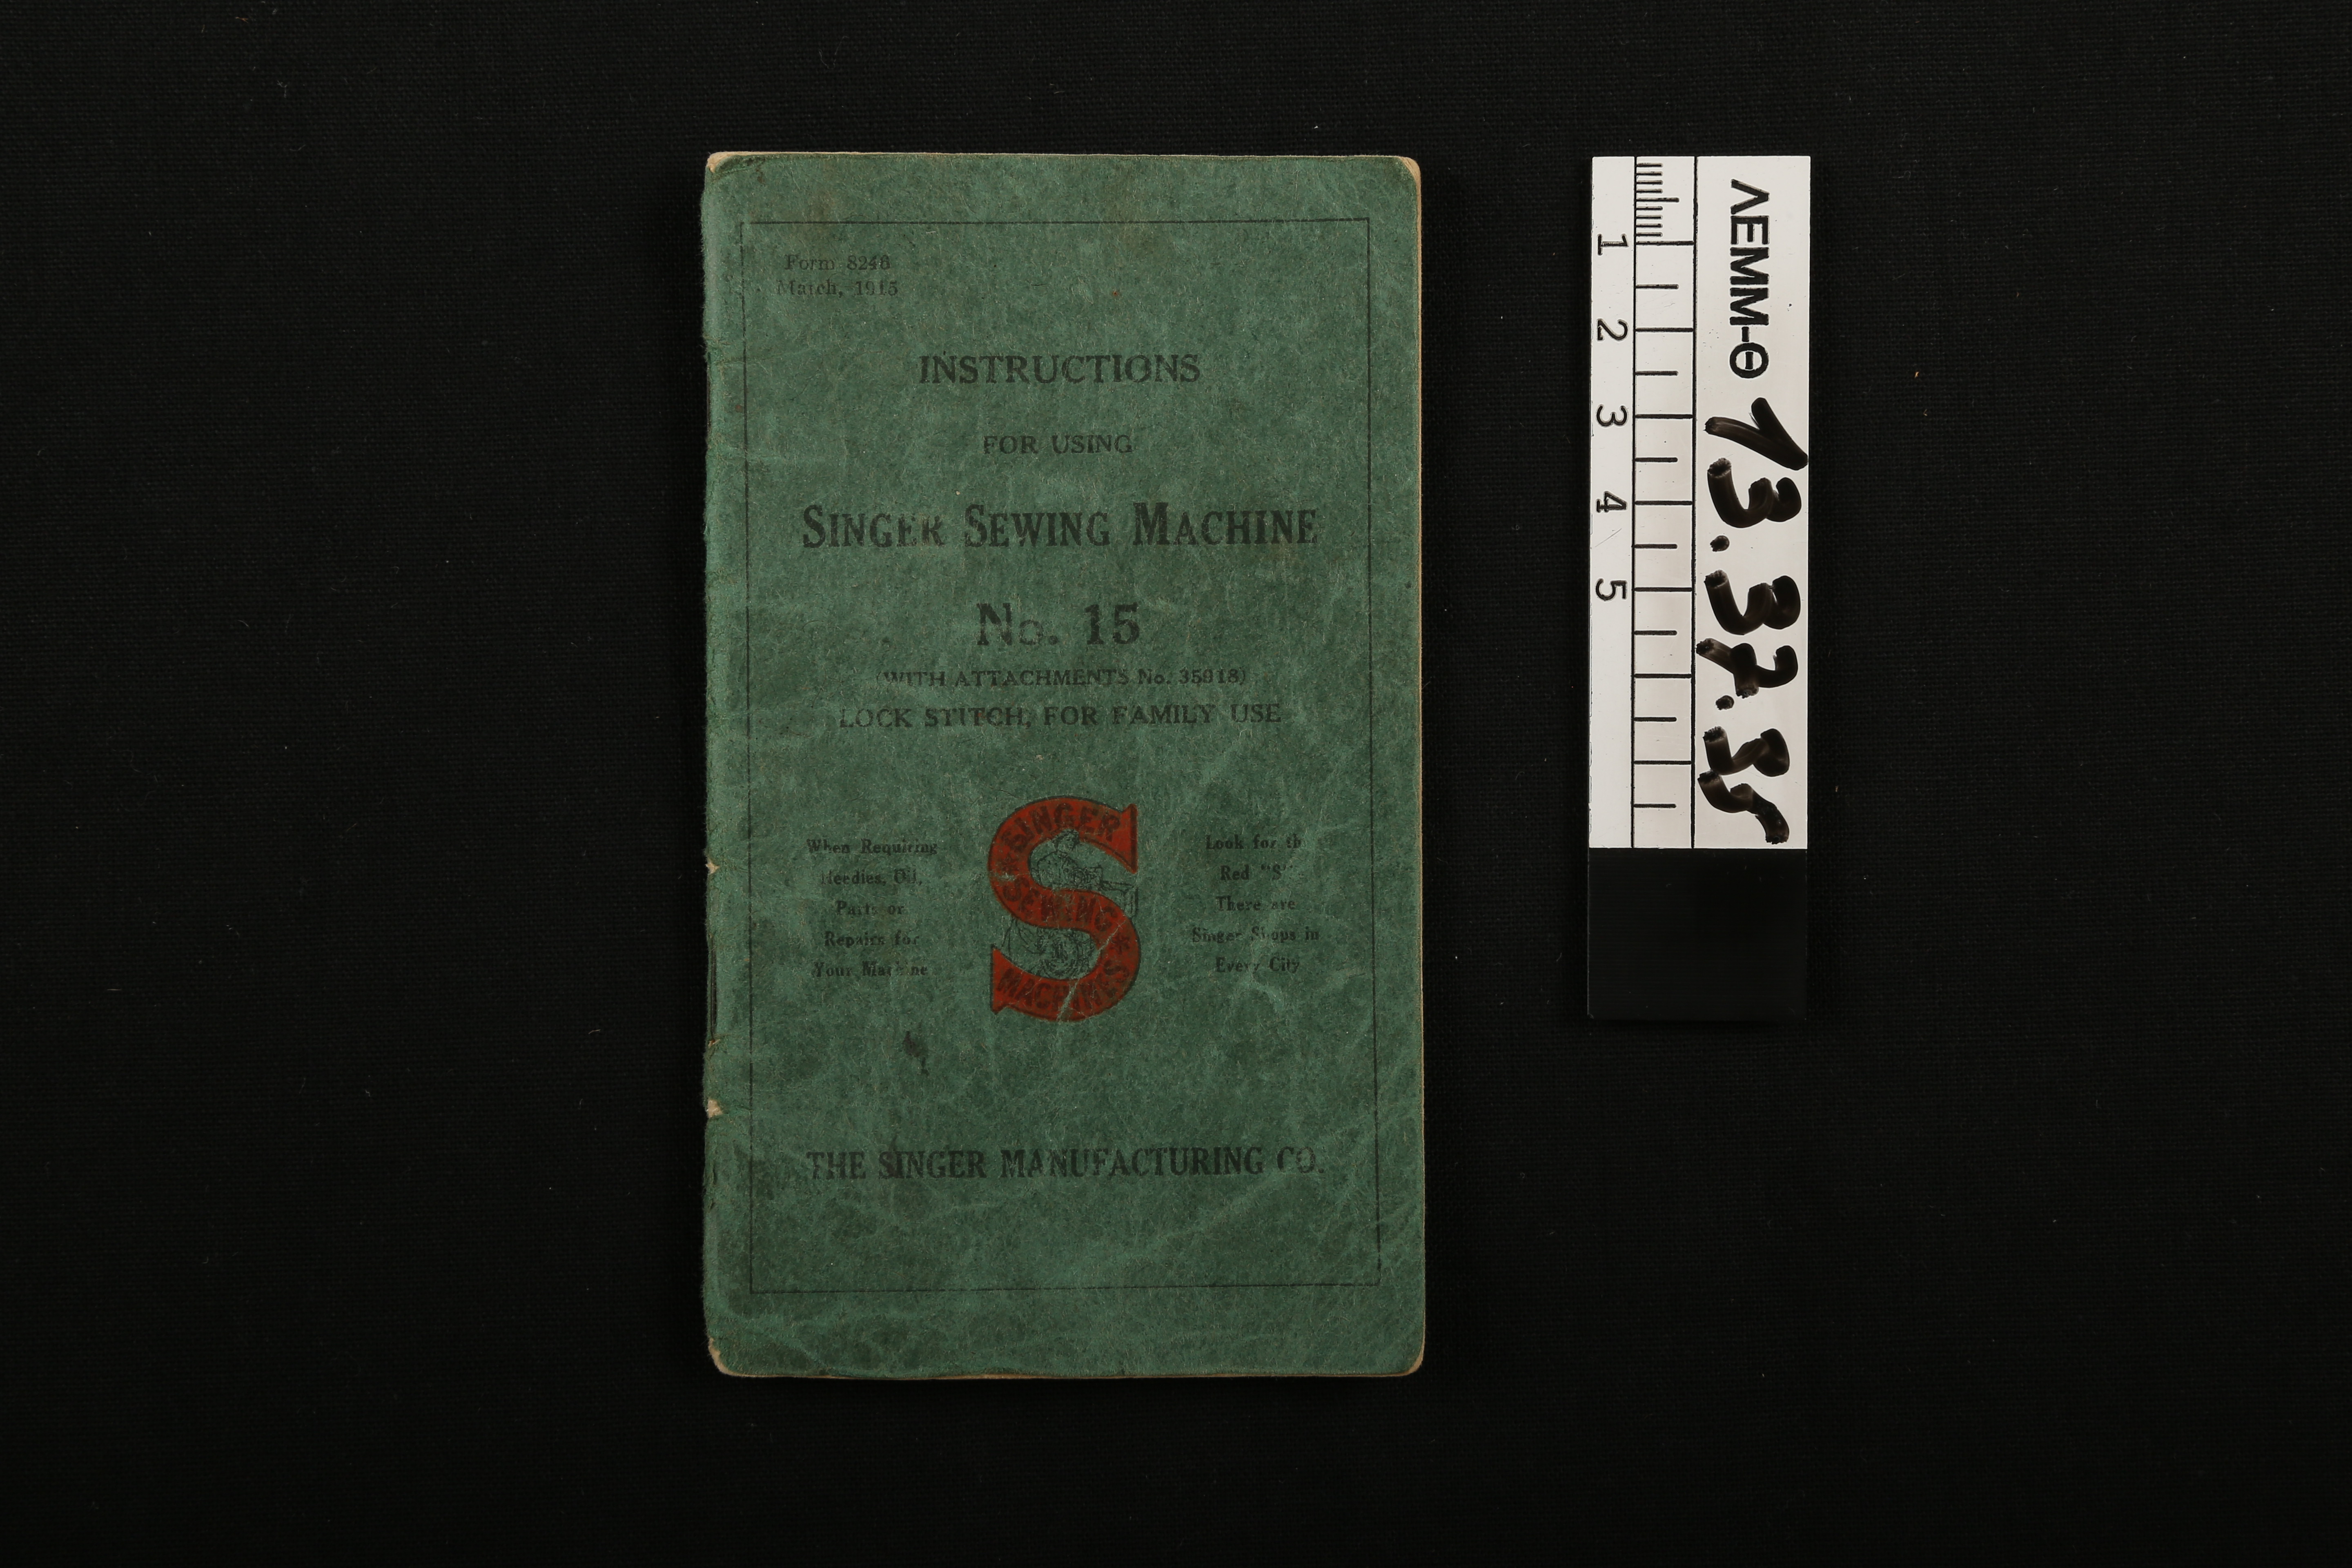 Form 8248
March, 1915
INSTRUCTIONS
FOR USING
SINGER SEWING MACHINE
No. 15
(WITH ATTACHMENTS No. 35918)
LOCK STITCH, FOR FAMILY USE
When Requiring
Needles, Oil,
Parts or
Repairs for
Your Machine
SINGER
SEWING
MACHINES
Look for th
Red "S"
There are
Singer Shops in
Every City
THE SINGER MANUFACTURING CO.
1 2 3 4 5
ΛΕΜΜ-Θ 13.37.35